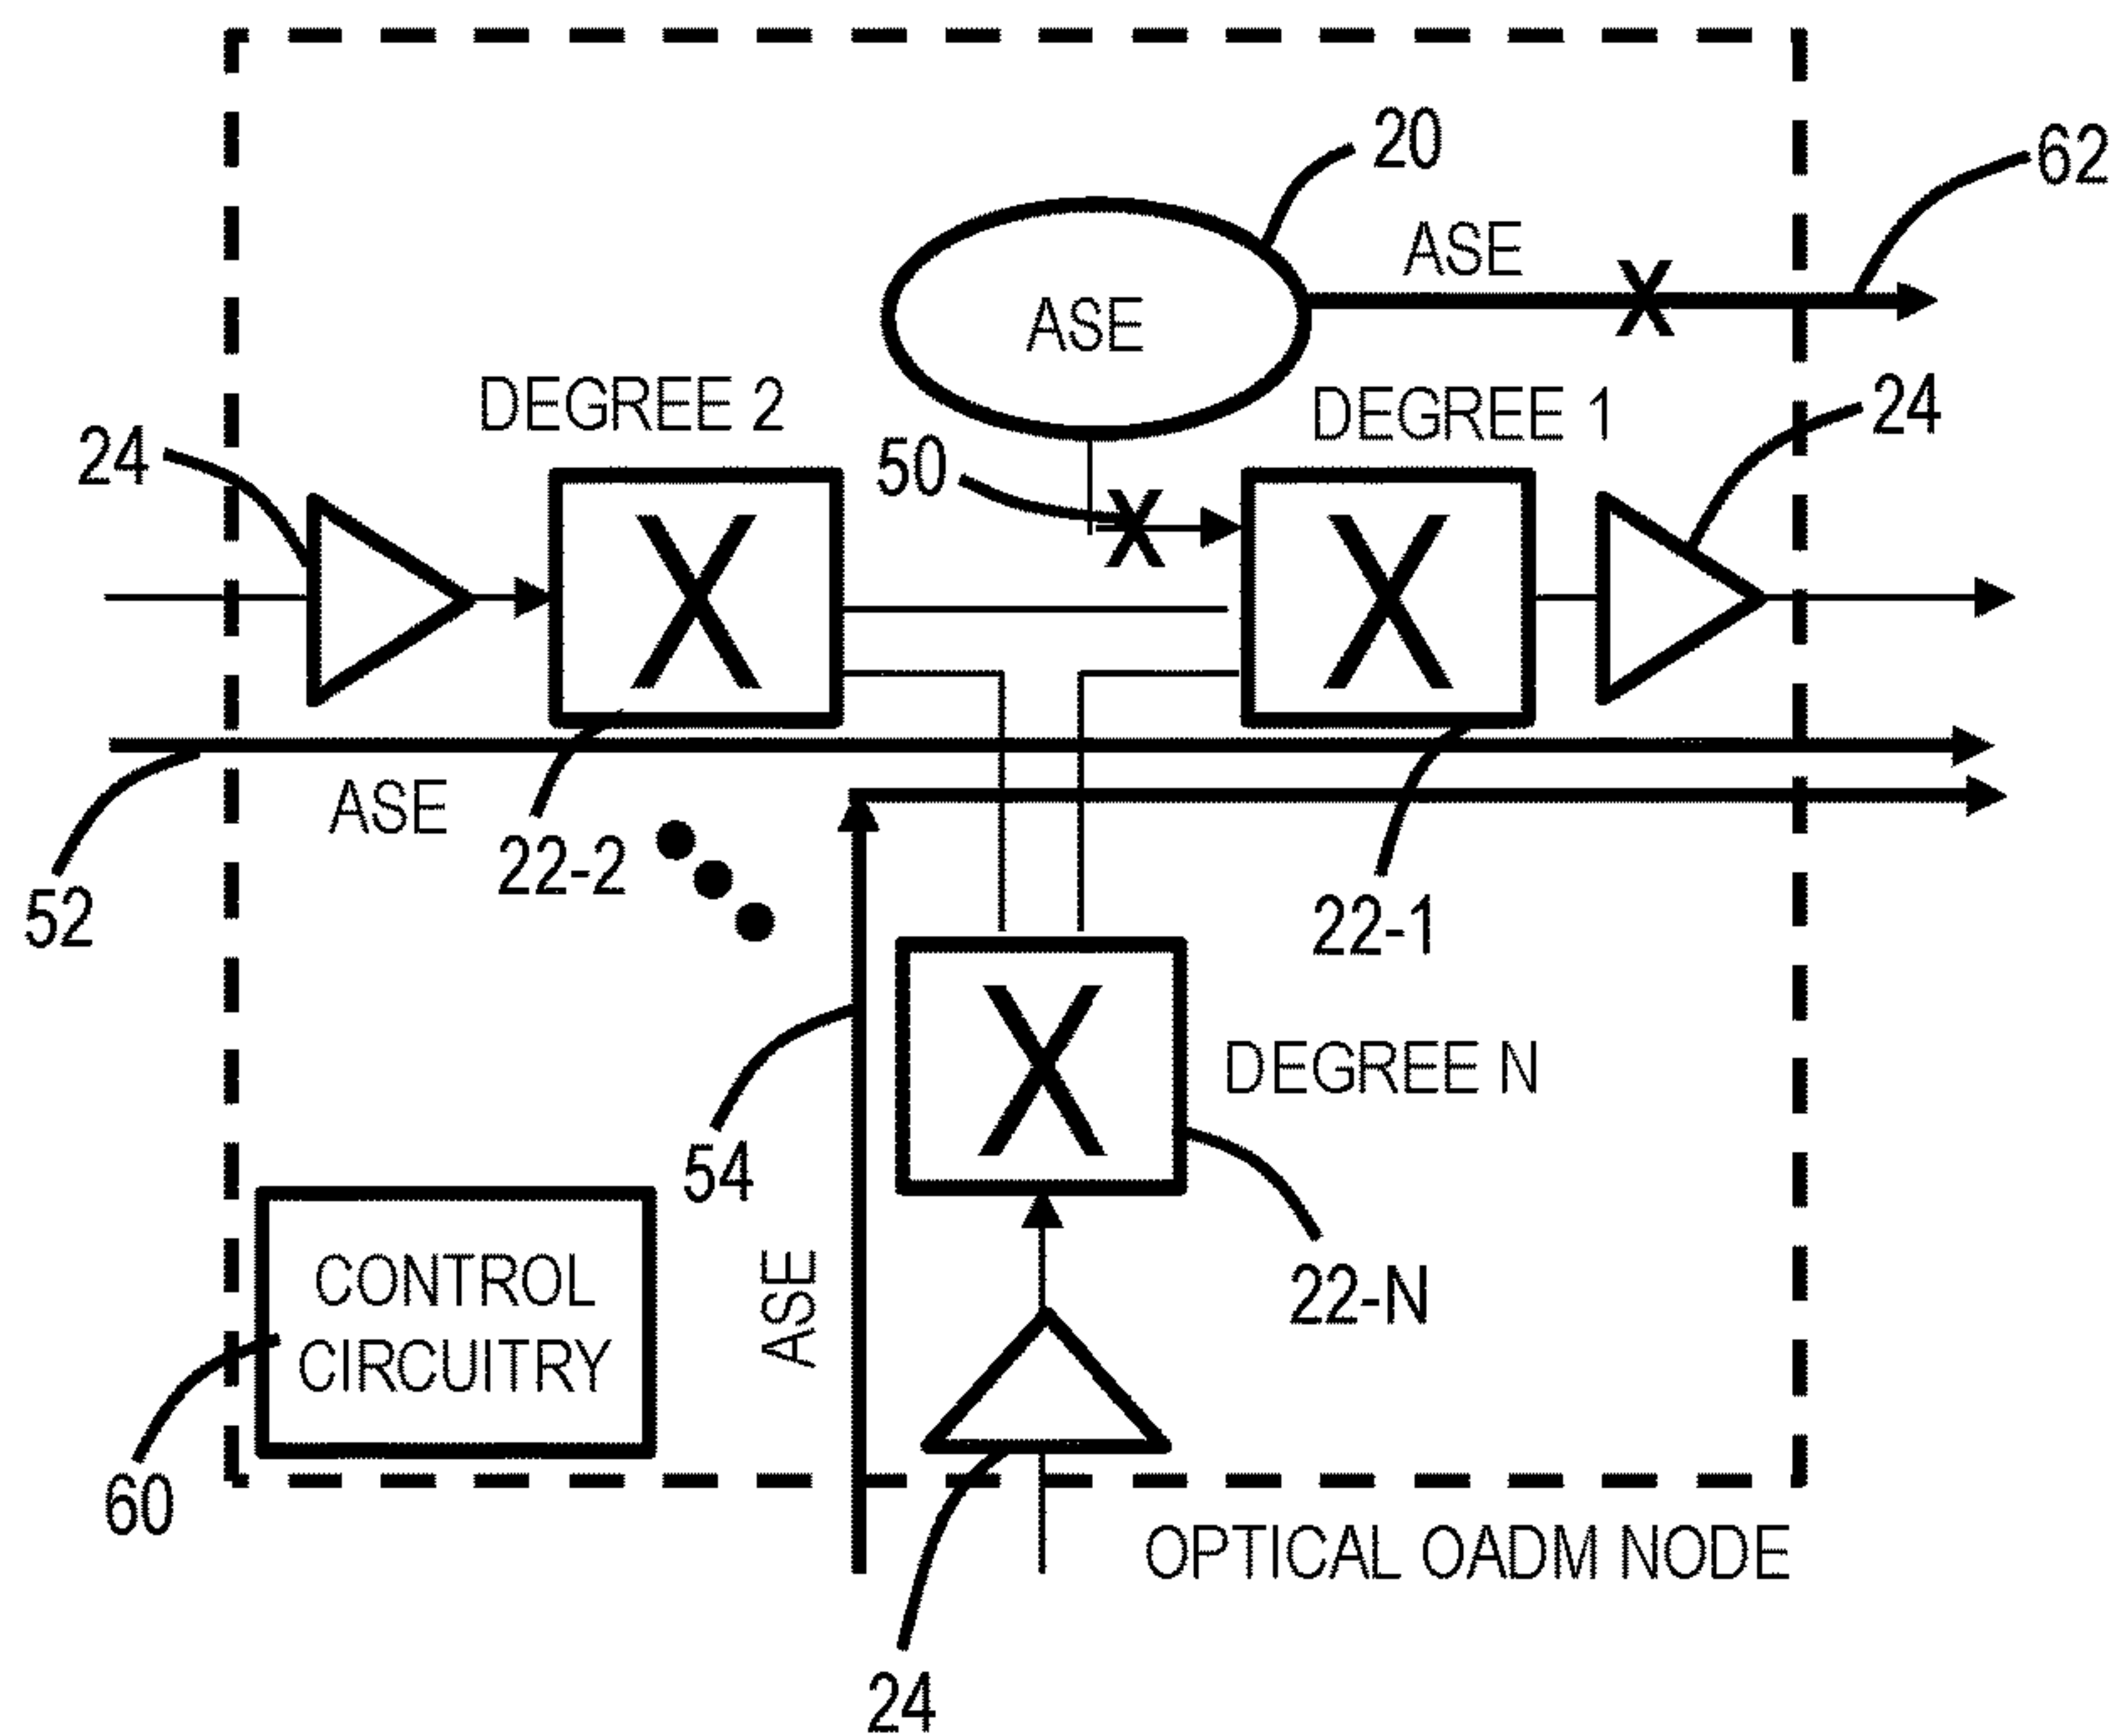 20
62
ASE
ASE
DEGREE 2
DEGREE 1
24
24
50
X
X
X
X
ASE
22-2
52
22-1
X
DEGREE N
54
22-N
ASE
CONTROL
CIRCUITRY
60
OPTICAL OADM NODE
24